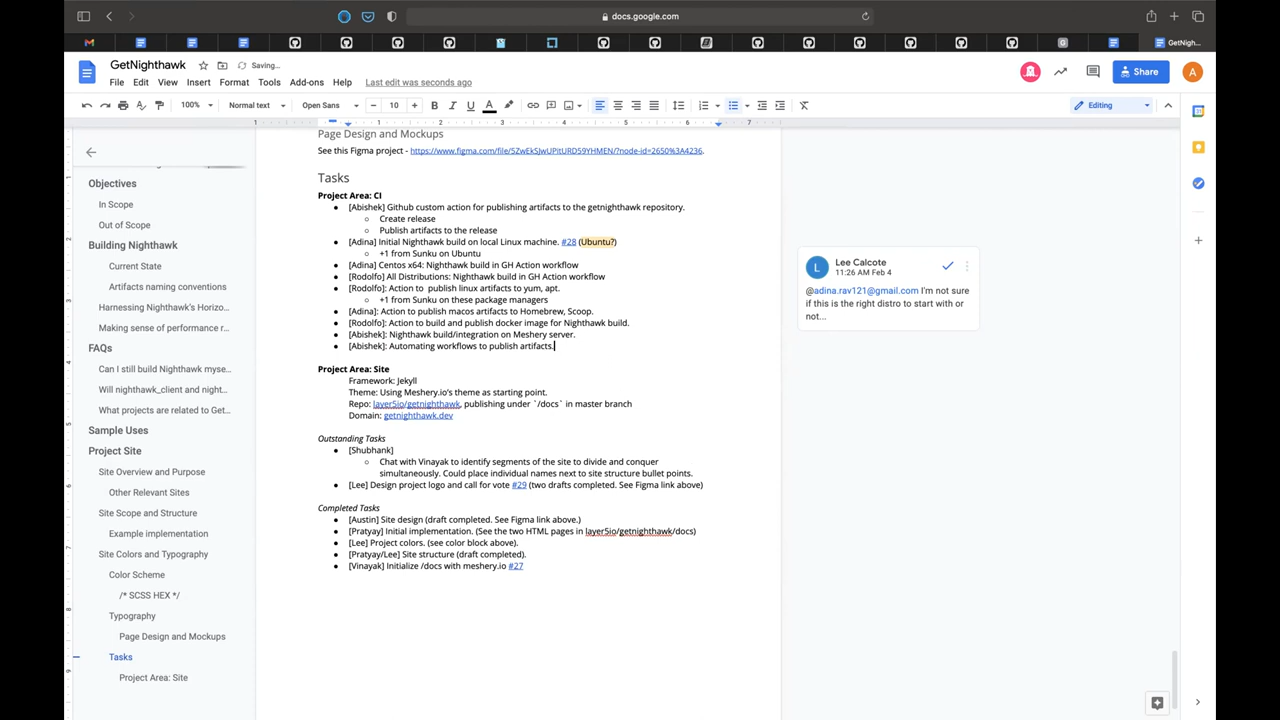 docs.google.com
GetNigh...
GetNighthawk
Saving...
File Edit View Insert Format Tools Add-ons Help Last edit was seconds ago
Share
A
100% Normal text Open Sans 10 Editing
1 1 2 3 4 5 6 7
Objectives
In Scope
Out of Scope
Building Nighthawk
Current State
Artifacts naming conventions
Harnessing Nighthawk's Horizo...
Making sense of performance r...
FAQs
Can I still build Nighthawk myse...
Will nighthawk_client and night...
What projects are related to Get...
Sample Uses
Project Site
Site Overview and Purpose
Other Relevant Sites
Site Scope and Structure
Example implementation
Site Colors and Typography
Color Scheme
/* SCSS HEX */
Typography
Page Design and Mockups
Tasks
Project Area: Site
Page Design and Mockups
See this Figma project - https://www.figma.com/file/5ZwEkSJwUPitURD59YHMEN/?node-id=2650%3A4236.
Tasks
Project Area: CI
[Abishek] Github custom action for publishing artifacts to the getnighthawk repository.
Create release
Publish artifacts to the release
[Adina] Initial Nighthawk build on local Linux machine. #28 (Ubuntu?)
+1 from Sunku on Ubuntu
[Adina] Centos x64: Nighthawk build in GH Action workflow
[Rodolfo] All Distributions: Nighthawk build in GH Action workflow
[Rodolfo]: Action to publish linux artifacts to yum, apt.
+1 from Sunku on these package managers
[Adina]: Action to publish macos artifacts to Homebrew, Scoop.
[Rodolfo]: Action to build and publish docker image for Nighthawk build.
[Abishek]: Nighthawk build/integration on Meshery server.
[Abishek]: Automating workflows to publish artifacts.
Project Area: Site
Framework: Jekyll
Theme: Using Meshery.io's theme as starting point.
Repo: layer5io/getnighthawk, publishing under `/docs` in master branch
Domain: getnighthawk.dev
Outstanding Tasks
[Shubhank]
Chat with Vinayak to identify segments of the site to divide and conquer
simultaneously. Could place individual names next to site structure bullet points.
[Lee] Design project logo and call for vote #29 (two drafts completed. See Figma link above)
Completed Tasks
[Austin] Site design (draft completed. See Figma link above.)
[Pratyay] Initial implementation. (See the two HTML pages in layer5io/getnighthawk/docs)
[Lee] Project colors. (see color block above).
[Pratyay/Lee] Site structure (draft completed).
[Vinayak] Initialize /docs with meshery.io #27
L
Lee Calcote
11:26 AM Feb 4
@adina.rav121@gmail.com I'm not sure
if this is the right distro to start with or
not...